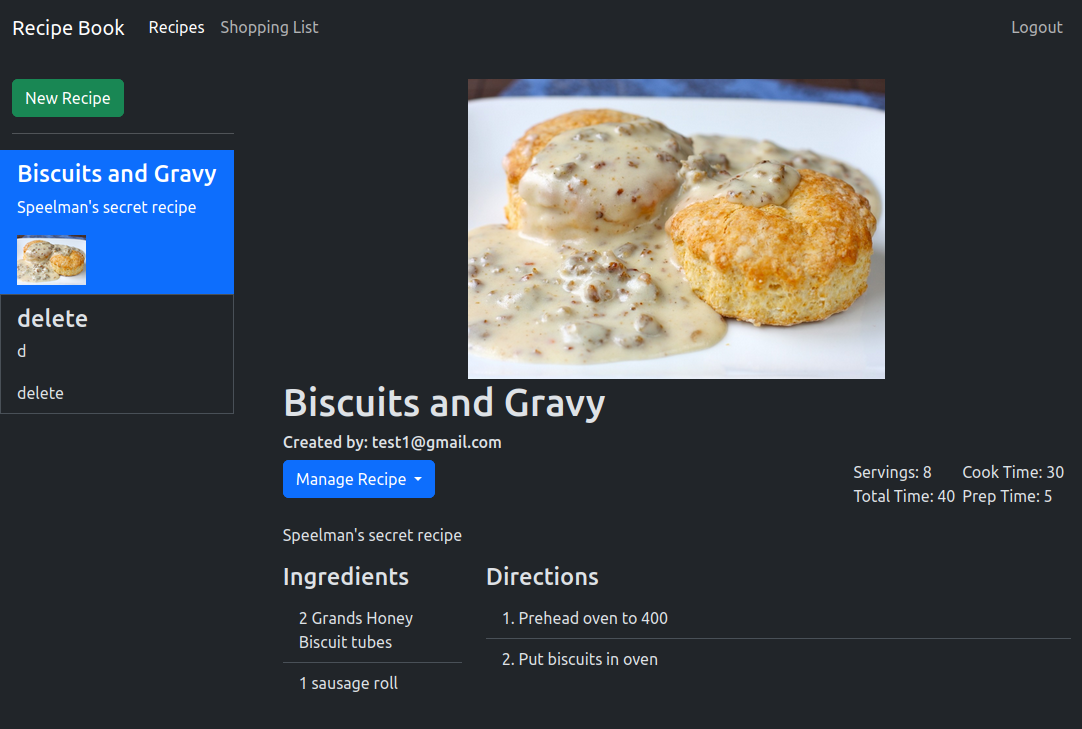 Recipe Book Recipes Shopping List Logout
New Recipe
Biscuits and Gravy
Speelman's secret recipe
delete
d
delete
Biscuits and Gravy
Created by: test1@gmail.com
Manage Recipe
Servings: 8 Cook Time: 30
Total Time: 40 Prep Time: 5
Speelman's secret recipe
Ingredients
2 Grands Honey
Biscuit tubes
1 sausage roll
Directions
1. Prehead oven to 400
2. Put biscuits in oven